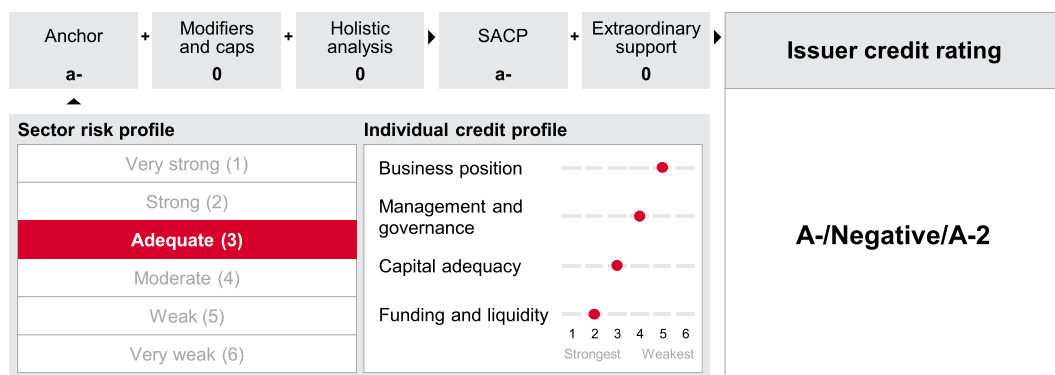 Anchor
+
Modifiers
and caps
+
Holistic
analysis
SACP
+
Extraordinary
support
a-
0
0
a-
0
Issuer credit rating
A-/Negative/A-2
Sector risk profile
Very strong (1)
Strong (2)
Adequate (3)
Moderate (4)
Weak (5)
Very weak (6)
Individual credit profile
Business position
Management and
governance
Capital adequacy
Funding and liquidity
1 2 3 4 5 6
Strongest Weakest